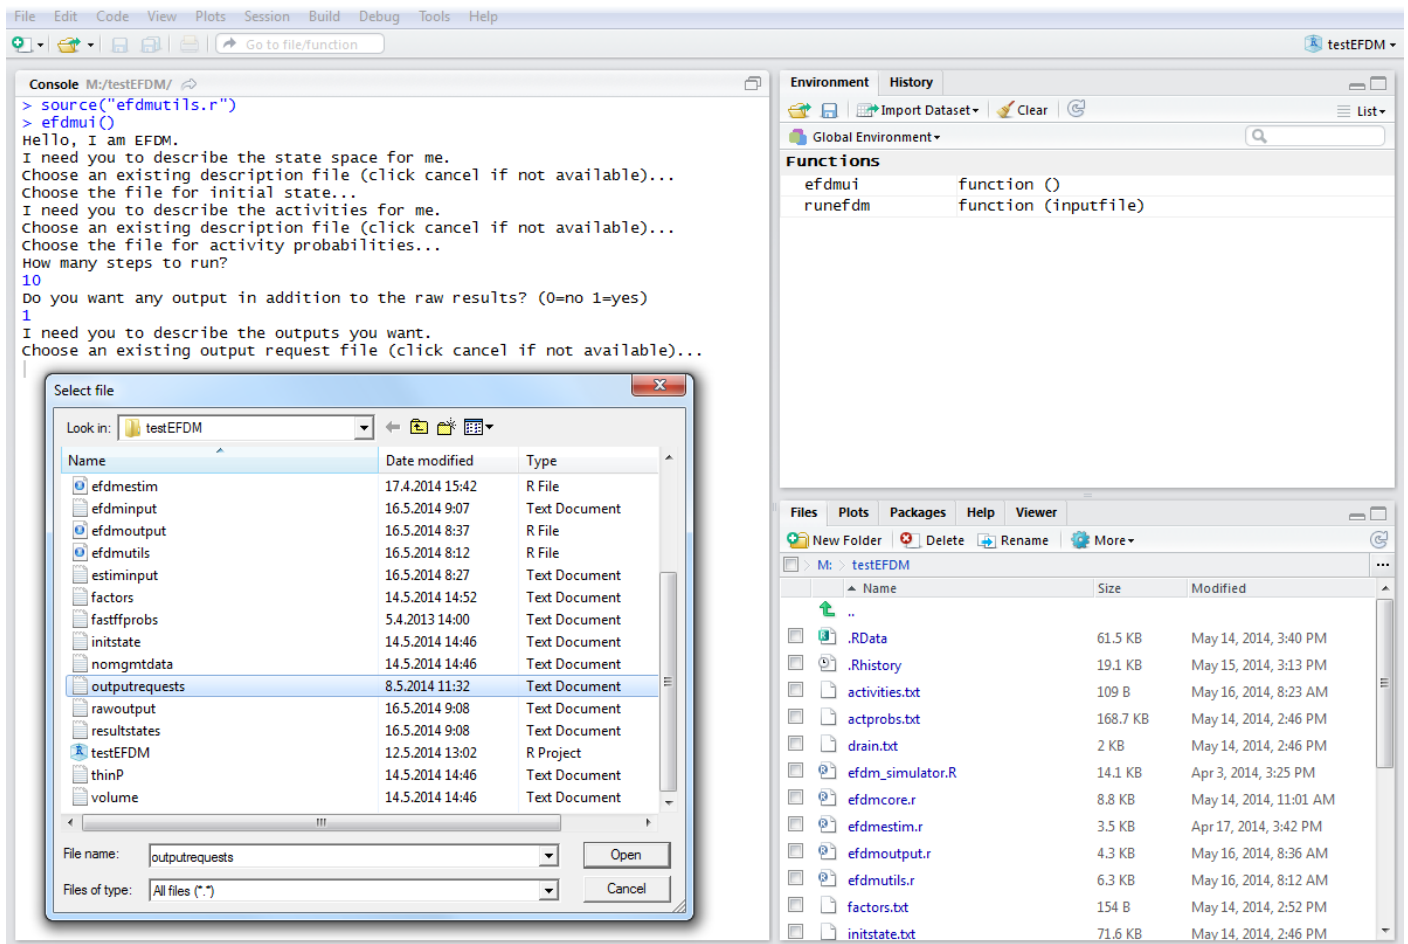 File Edit Code View Plots Session Build Debug Tools Help
Go to file/function
testEFDM
Console M:/testEFDM/
> source("efdmutils.r")
> efdmui()
Hello, I am EFDM.
I need you to describe the state space for me.
Choose an existing description file (click cancel if not available)...
Choose the file for initial state...
I need you to describe the activities for me.
Choose an existing description file (click cancel if not available)...
Choose the file for activity probabilities...
How many steps to run?
10
Do you want any output in addition to the raw results? (0=no 1=yes)
1
I need you to describe the outputs you want.
Choose an existing output request file (click cancel if not available)...
Select file
x
Look in: testEFDM
Name Date modified Type
efdmestim 17.4.2014 15:42 R File
efdminput 16.5.2014 9:07 Text Document
efdmoutput 16.5.2014 8:37 R File
efdmutils 16.5.2014 8:12 R File
estiminput 16.5.2014 8:27 Text Document
factors 14.5.2014 14:52 Text Document
fastffprobs 5.4.2013 14:00 Text Document
initstate 14.5.2014 14:46 Text Document
nomgmtdata 14.5.2014 14:46 Text Document
outputrequests 8.5.2014 11:32 Text Document
rawoutput 16.5.2014 9:08 Text Document
resultstates 16.5.2014 9:08 Text Document
testEFDM 12.5.2014 13:02 R Project
thinP 14.5.2014 14:46 Text Document
volume 14.5.2014 14:46 Text Document
File name: outputrequests Open
Files of type: All files (*.*) Cancel
Environment History
Import Dataset Clear List
Global Environment
Functions
efdmui function ()
runefdm function (inputfile)
Files Plots Packages Help Viewer
New Folder Delete Rename More
M: > testEFDM ...
Name Size Modified
..
.RData 61.5 KB May 14, 2014, 3:40 PM
.Rhistory 19.1 KB May 15, 2014, 3:13 PM
activities.txt 109 B May 16, 2014, 8:23 AM
actprobs.txt 168.7 KB May 14, 2014, 2:46 PM
drain.txt 2 KB May 14, 2014, 2:46 PM
efdm_simulator.R 14.1 KB Apr 3, 2014, 3:25 PM
efdmcore.r 8.8 KB May 14, 2014, 11:01 AM
efdmestim.r 3.5 KB Apr 17, 2014, 3:42 PM
efdmoutput.r 4.3 KB May 16, 2014, 8:36 AM
efdmutils.r 6.3 KB May 16, 2014, 8:12 AM
factors.txt 154 B May 14, 2014, 2:52 PM
initstate.txt 71.6 KB May 14, 2014, 2:46 PM